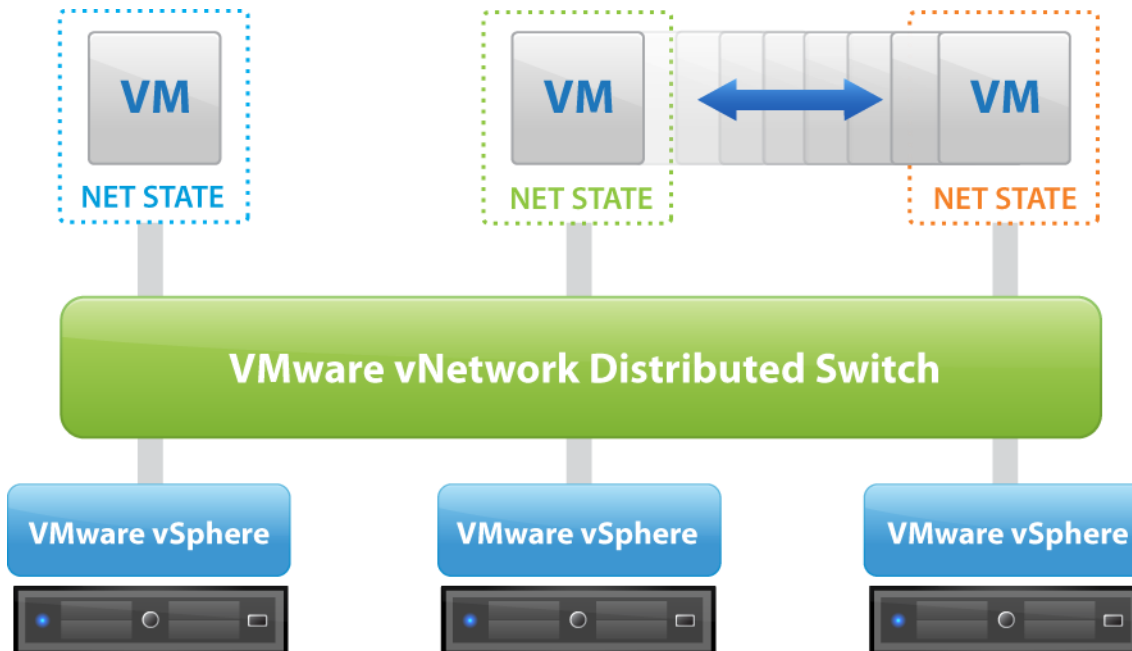 VM
VM
VM
NET STATE
NET STATE
NET STATE
VMware vNetwork Distributed Switch
VMware vSphere
VMware vSphere
VMware vSphere